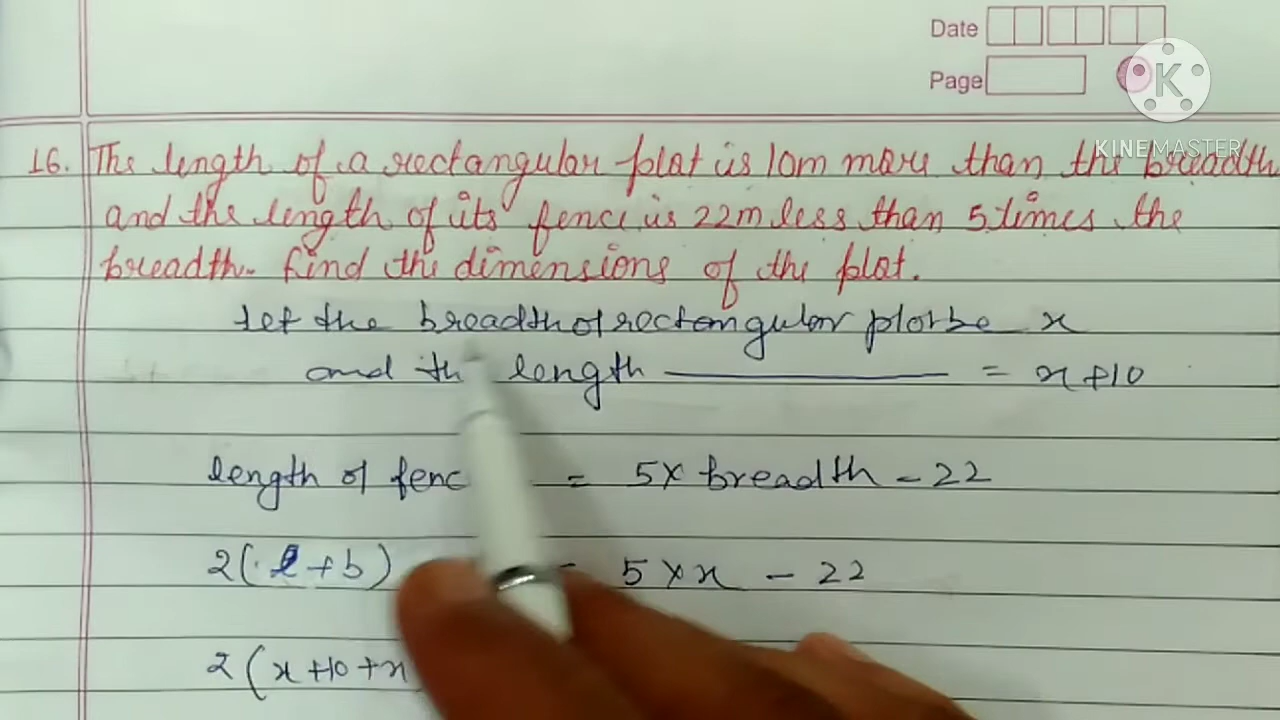 Date
Page
K
KINEMASTER
16. The length of a rectangular plot is 10m more than the breadth
and the length of its fence is 22m less than 5 times the
breadth. Find the dimensions of the plot.
let the breadth of rectangular plot be x
and th length = x+10
length of fenc = 5× breadth - 22
2(l+b) = 5×x - 22
2(x+10+x